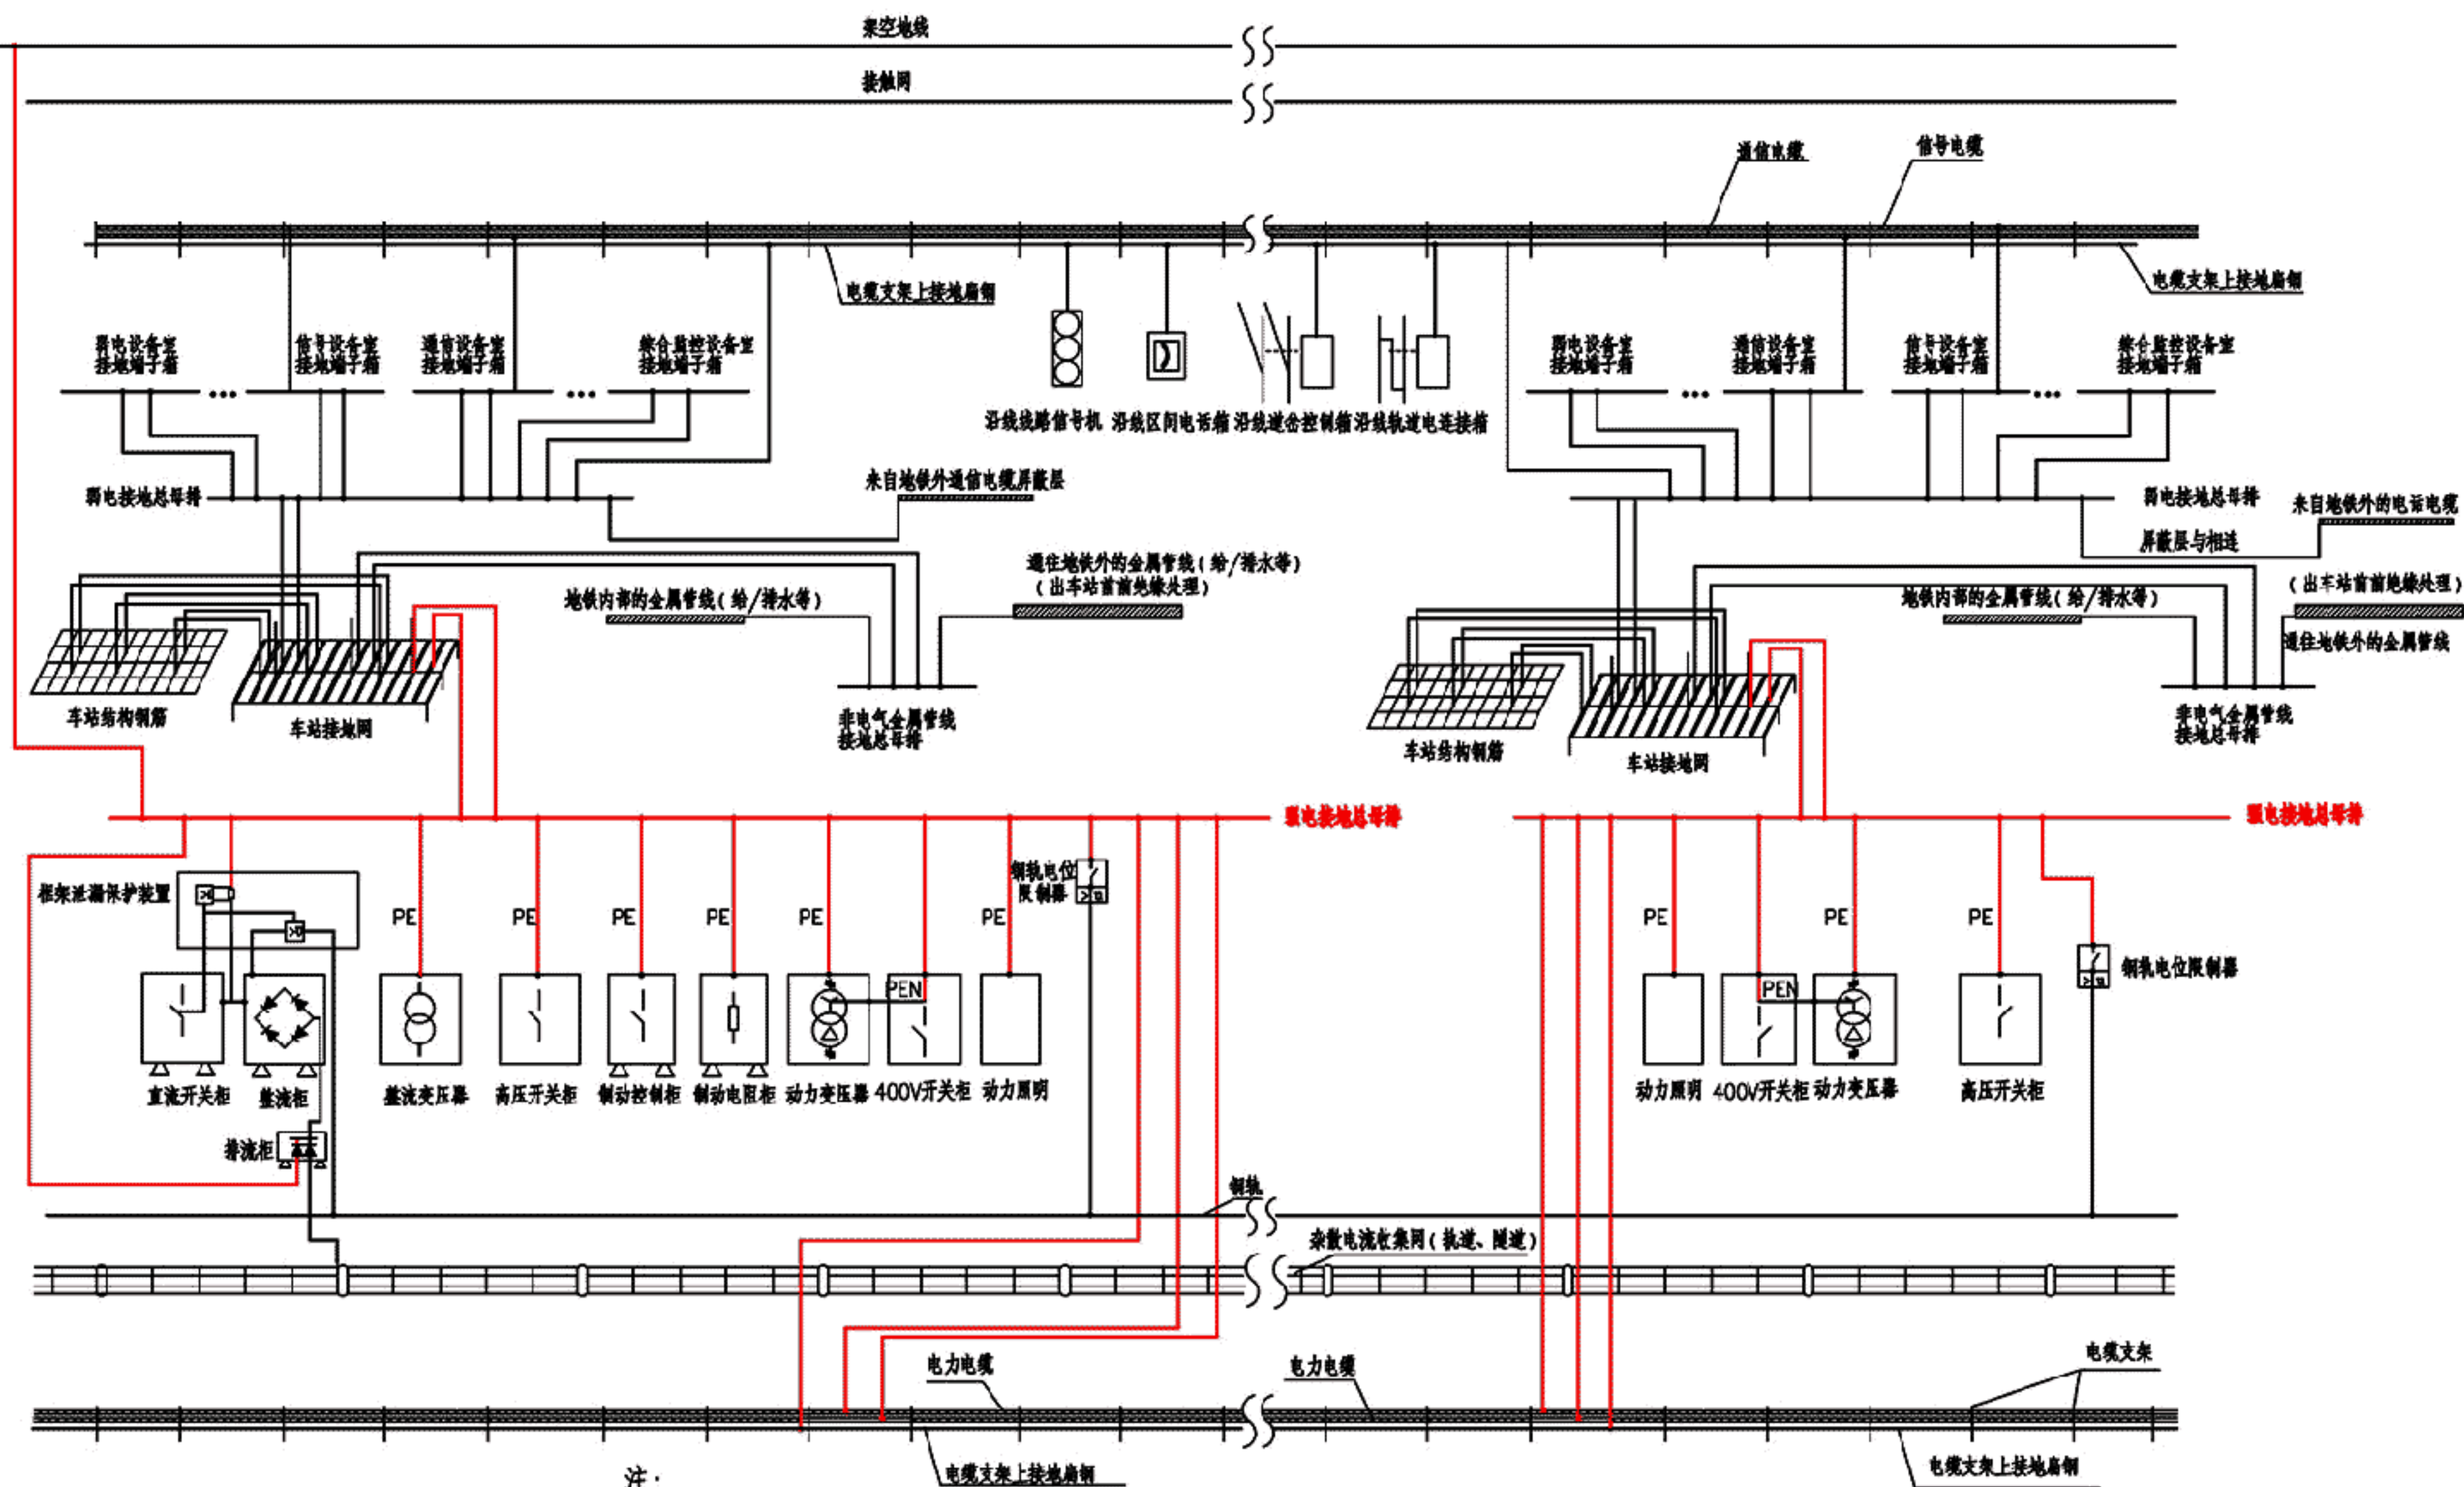 架空地线
接触网
通信电缆
信号电缆
电缆支架上接地扁钢
电缆支架上接地扁钢
弱电设备室
接地端子箱
信号设备室
接地端子箱
通信设备室
接地端子箱
综合监控设备室
接地端子箱
弱电设备室
接地端子箱
通信设备室
接地端子箱
信号设备室
接地端子箱
综合监控设备室
接地端子箱
沿线线路信号机
沿线区间电话箱
沿线道岔控制箱
沿线轨道电连接箱
弱电接地总母排
来自地铁外通信电缆屏蔽层
弱电接地总母排
来自地铁外的电话电缆
屏蔽层与相连
通往地铁外的金属管线(给/排水等)
(出车站前前绝缘处理)
地铁内部的金属管线(给/排水等)
地铁内部的金属管线(给/排水等)
(出车站前前绝缘处理)
通往地铁外的金属管线
车站结构钢筋
车站接地网
非电气金属管线
接地总母排
车站结构钢筋
车站接地网
非电气金属管线
接地总母排
强电接地总母排
强电接地总母排
框架泄漏保护装置
钢轨电位
限制器
PE
PE
PE
PE
PE
PE
PE
PE
PE
PEN
PEN
钢轨电位限制器
直流开关柜
整流柜
整流变压器
高压开关柜
制动控制柜
制动电阻柜
动力变压器
400V开关柜
动力照明
动力照明
400V开关柜
动力变压器
高压开关柜
排流柜
钢轨
杂散电流收集网(轨道、隧道)
电力电缆
电力电缆
电缆支架
电缆支架上接地扁钢
电缆支架上接地扁钢